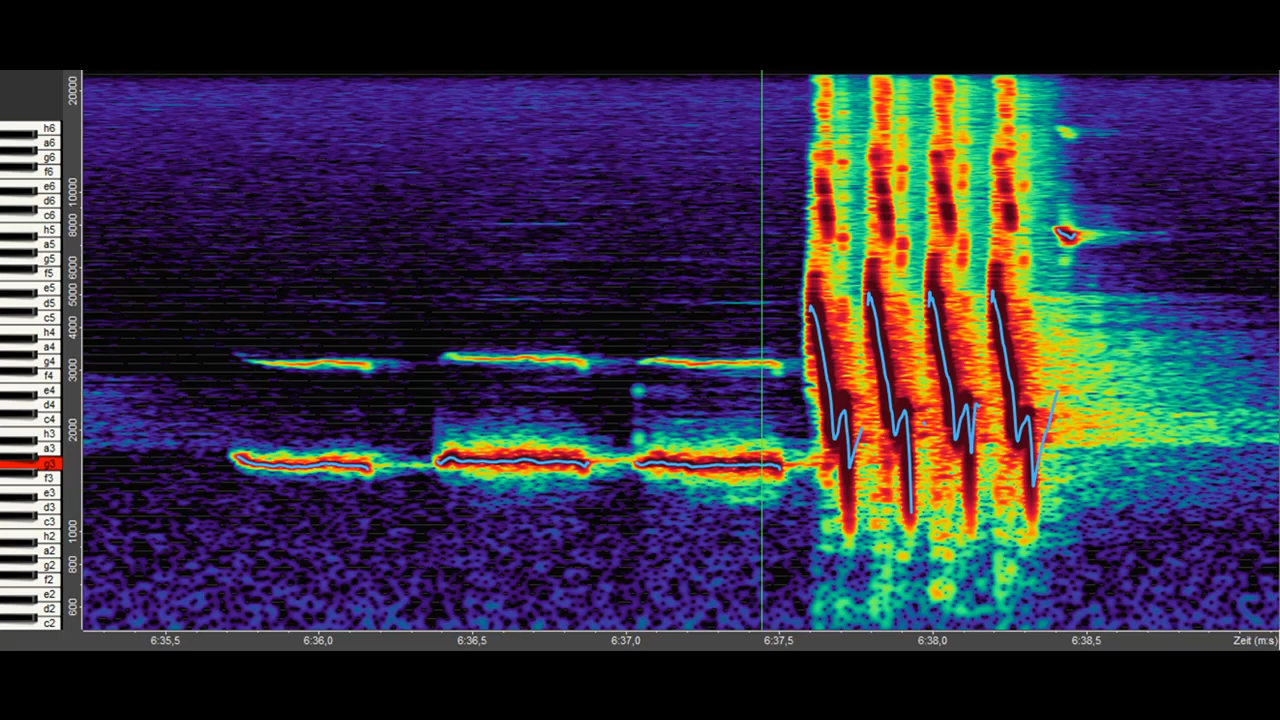 20000
10000
8000
6000
5000
4000
3000
2000
1000
800
600
h6
a6
g6
f6
e6
d6
c6
h5
a5
g5
f5
e5
d5
c5
h4
a4
g4
f4
e4
d4
c4
h3
a3
g3
f3
e3
d3
c3
h2
a2
g2
f2
e2
d2
c2
6:35,5 6:36,0 6:36,5 6:37,0 6:37,5 6:38,0 6:38,5 Zeit (m:s)